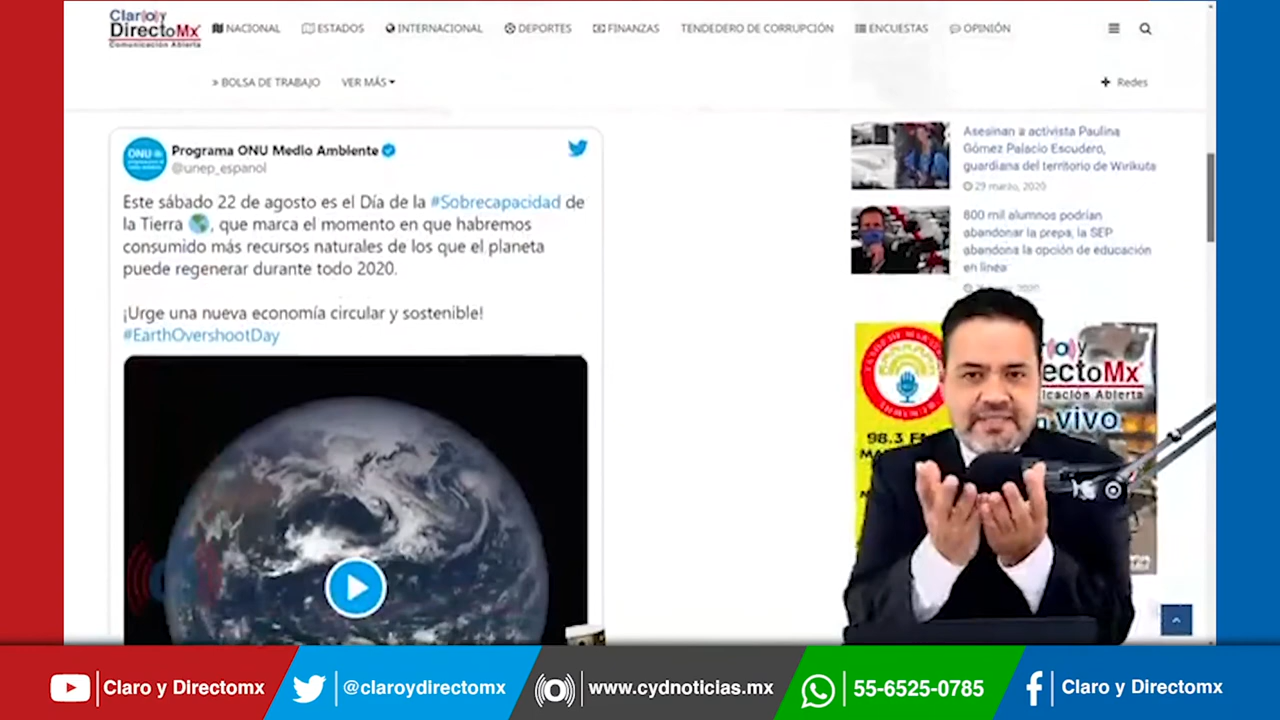 Claro y
DirectoMx
Comunicación Abierta
NACIONAL
ESTADOS
INTERNACIONAL
DEPORTES
FINANZAS
TENDEDERO DE CORRUPCIÓN
ENCUESTAS
OPINIÓN
» BOLSA DE TRABAJO
VER MÁS
+ Redes
ONU
Programa ONU Medio Ambiente
@unep_espanol
Este sábado 22 de agosto es el Día de la #Sobrecapacidad de
la Tierra 🌎, que marca el momento en que habremos
consumido más recursos naturales de los que el planeta
puede regenerar durante todo 2020.
¡Urge una nueva economía circular y sostenible!
#EarthOvershootDay
Asesinan a activista Paulina
Gómez Palacio Escudero,
guardiana del territorio de Wirikuta
29 marzo, 2020
800 mil alumnos podrían
abandonar la prepa, la SEP
abandona la opción de educación
en línea
ectoMx
icación Abierta
VIVO
98.3 F
Claro y Directomx
@claroydirectomx
www.cydnoticias.mx
55-6525-0785
Claro y Directomx